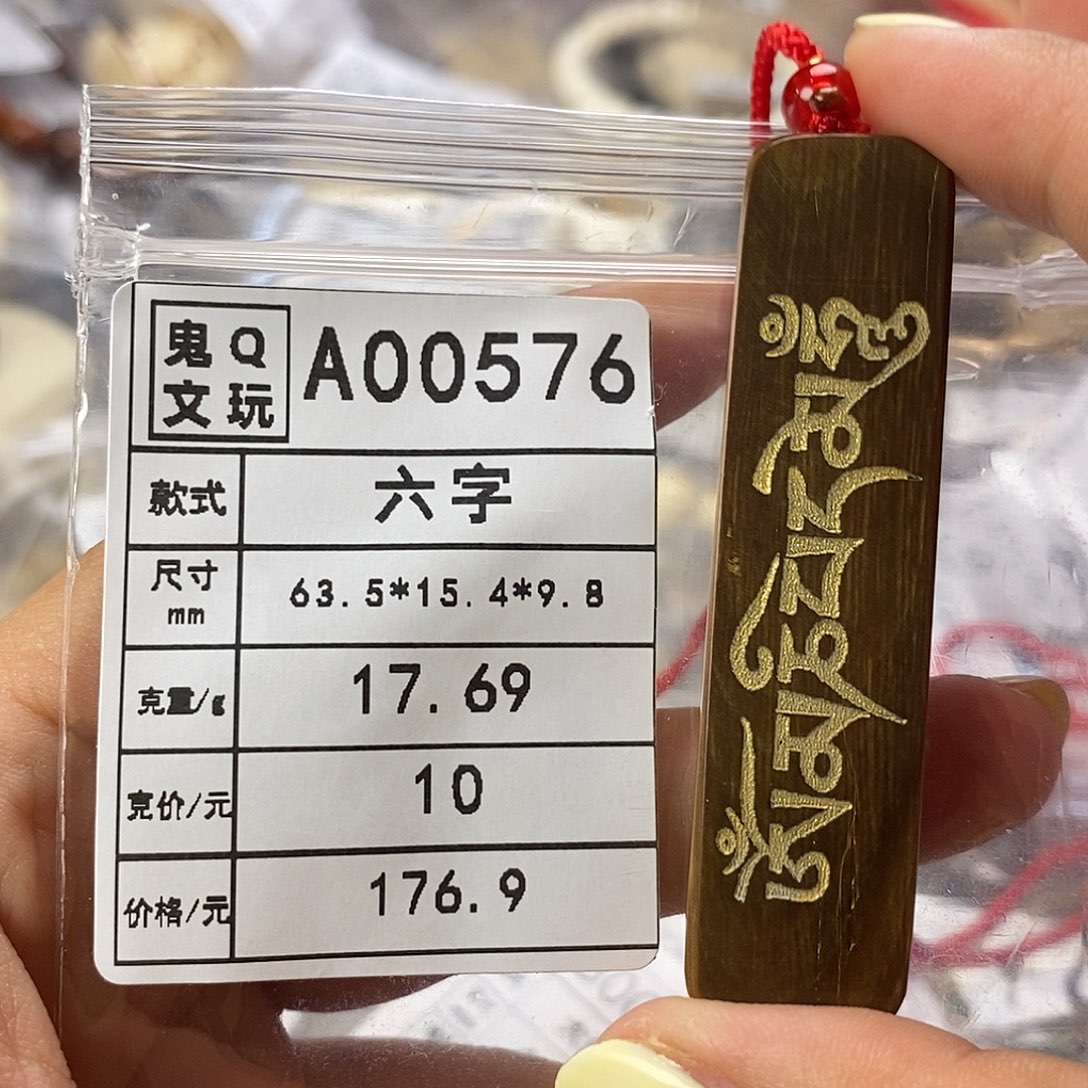 鬼Q
文玩
A00576
款式 六字
尺寸 mm 63.5*15.4*9.8
克重/g 17.69
克价/元 10
价格/元 176.9
ཨོཾ་མ་ཎི་པདྨེ་ཧཱུྃ